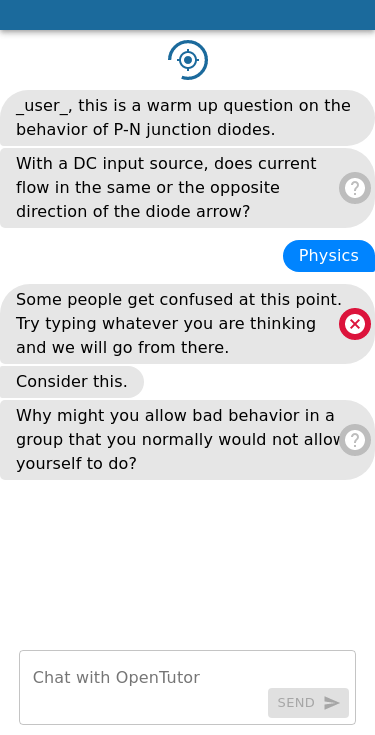 _user_, this is a warm up question on the
behavior of P-N junction diodes.
With a DC input source, does current
flow in the same or the opposite
direction of the diode arrow?
Physics
Some people get confused at this point.
Try typing whatever you are thinking
and we will go from there.
Consider this.
Why might you allow bad behavior in a
group that you normally would not allow
yourself to do?
Chat with OpenTutor
SEND